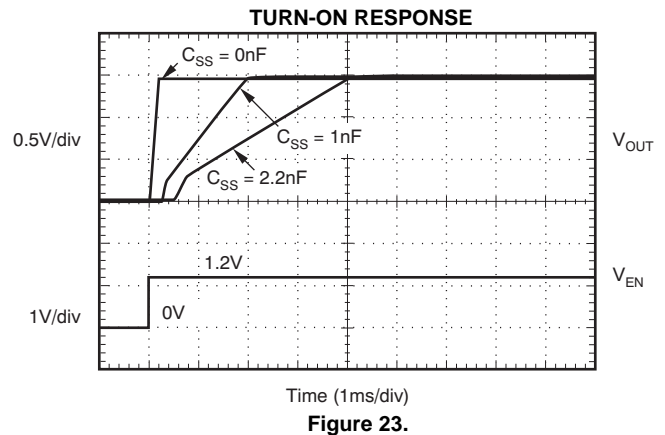 TURN-ON RESPONSE
C_SS = 0nF
0.5V/div
C_SS = 1nF
V_OUT
C_SS = 2.2nF
1.2V
V_EN
1V/div
0V
Time (1ms/div)
Figure 23.